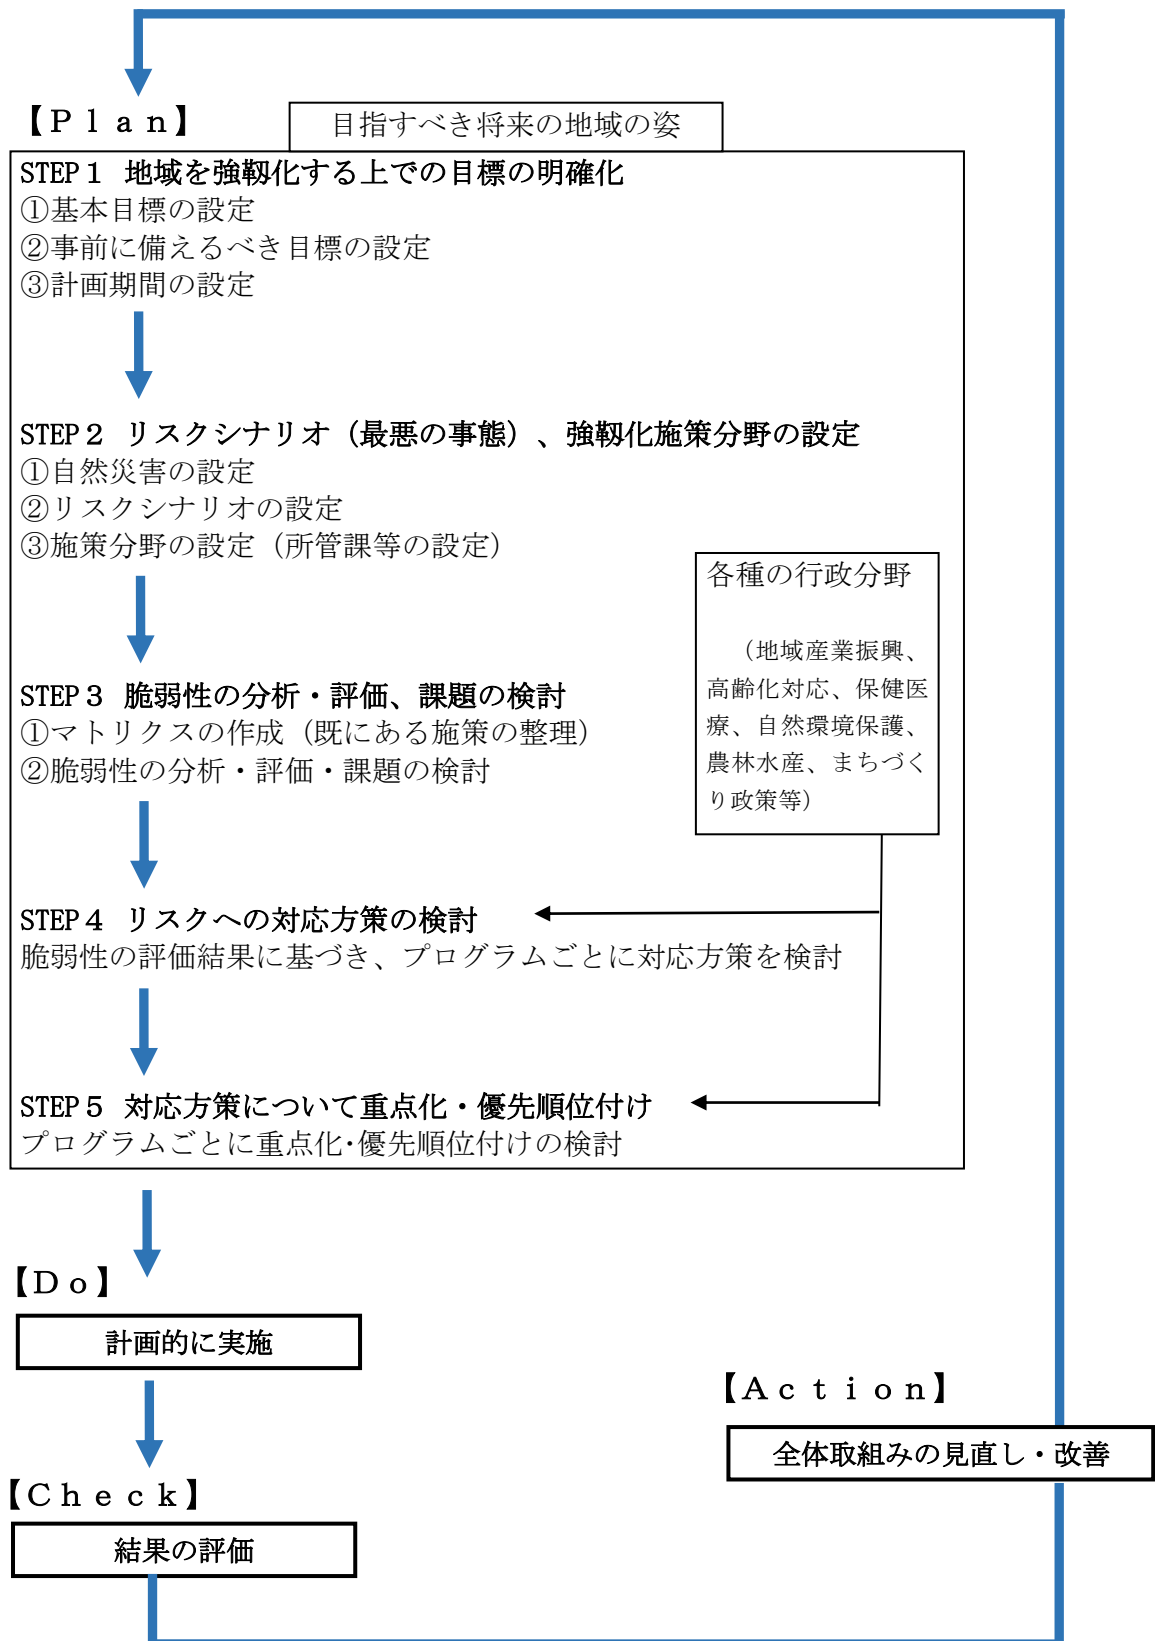 【Ｐｌａｎ】
目指すべき将来の地域の姿
STEP１ 地域を強靱化する上での目標の明確化
①基本目標の設定
②事前に備えるべき目標の設定
③計画期間の設定
STEP２ リスクシナリオ（最悪の事態）、強靱化施策分野の設定
①自然災害の設定
②リスクシナリオの設定
③施策分野の設定（所管課等の設定）
各種の行政分野
（地域産業振興、
高齢化対応、保健医
療、自然環境保護、
農林水産、まちづく
り政策等）
STEP３ 脆弱性の分析・評価、課題の検討
①マトリクスの作成（既にある施策の整理）
②脆弱性の分析・評価・課題の検討
STEP４ リスクへの対応方策の検討
脆弱性の評価結果に基づき、プログラムごとに対応方策を検討
STEP５ 対応方策について重点化・優先順位付け
プログラムごとに重点化･優先順位付けの検討
【Ｄｏ】
計画的に実施
【Ａｃｔｉｏｎ】
全体取組みの見直し・改善
【Ｃｈｅｃｋ】
結果の評価